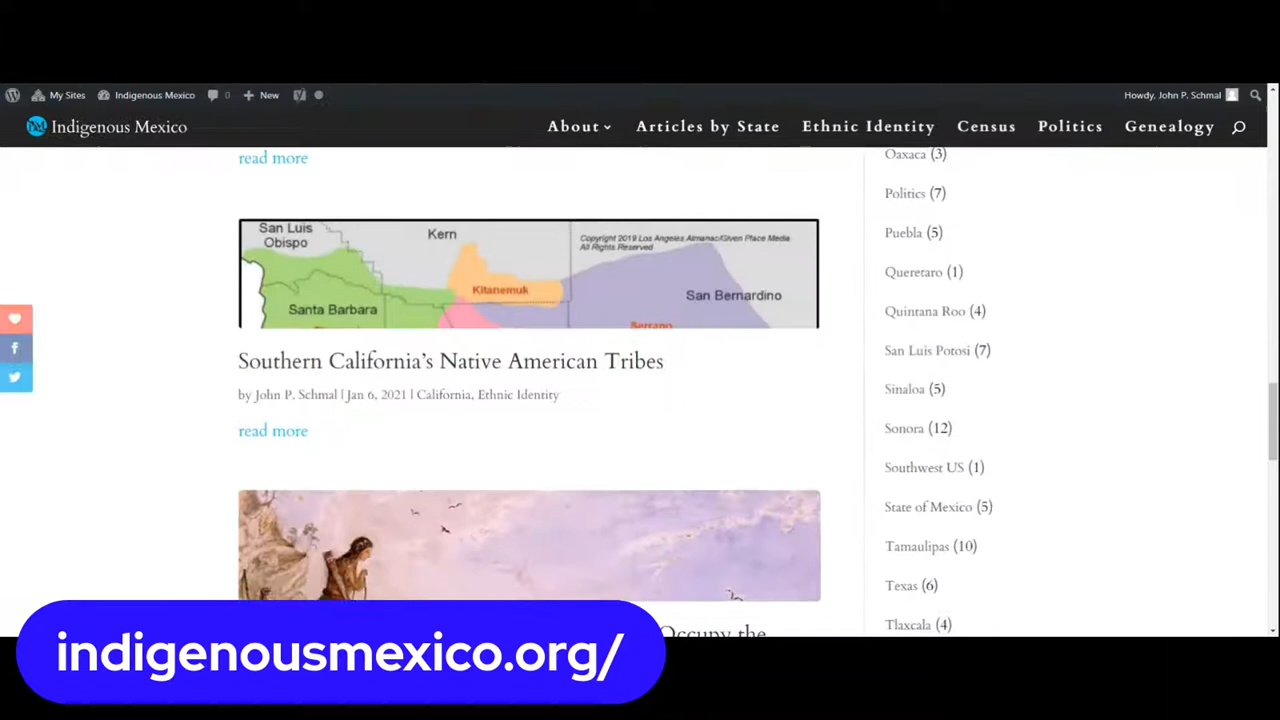 My Sites Indigenous Mexico 0 New Howdy, John P. Schmal
Indigenous Mexico About Articles by State Ethnic Identity Census Politics Genealogy
read more
San Luis
Obispo
Kern
Copyright 2019 Los Angeles Almanac/Given Place Media
All Rights Reserved
Kitanemuk
Santa Barbara
San Bernardino
Serrano
Southern California’s Native American Tribes
by John P. Schmal | Jan 6, 2021 | California, Ethnic Identity
read more
Occupy the
Oaxaca (3)
Politics (7)
Puebla (5)
Queretaro (1)
Quintana Roo (4)
San Luis Potosi (7)
Sinaloa (5)
Sonora (12)
Southwest US (1)
State of Mexico (5)
Tamaulipas (10)
Texas (6)
Tlaxcala (4)
indigenousmexico.org/